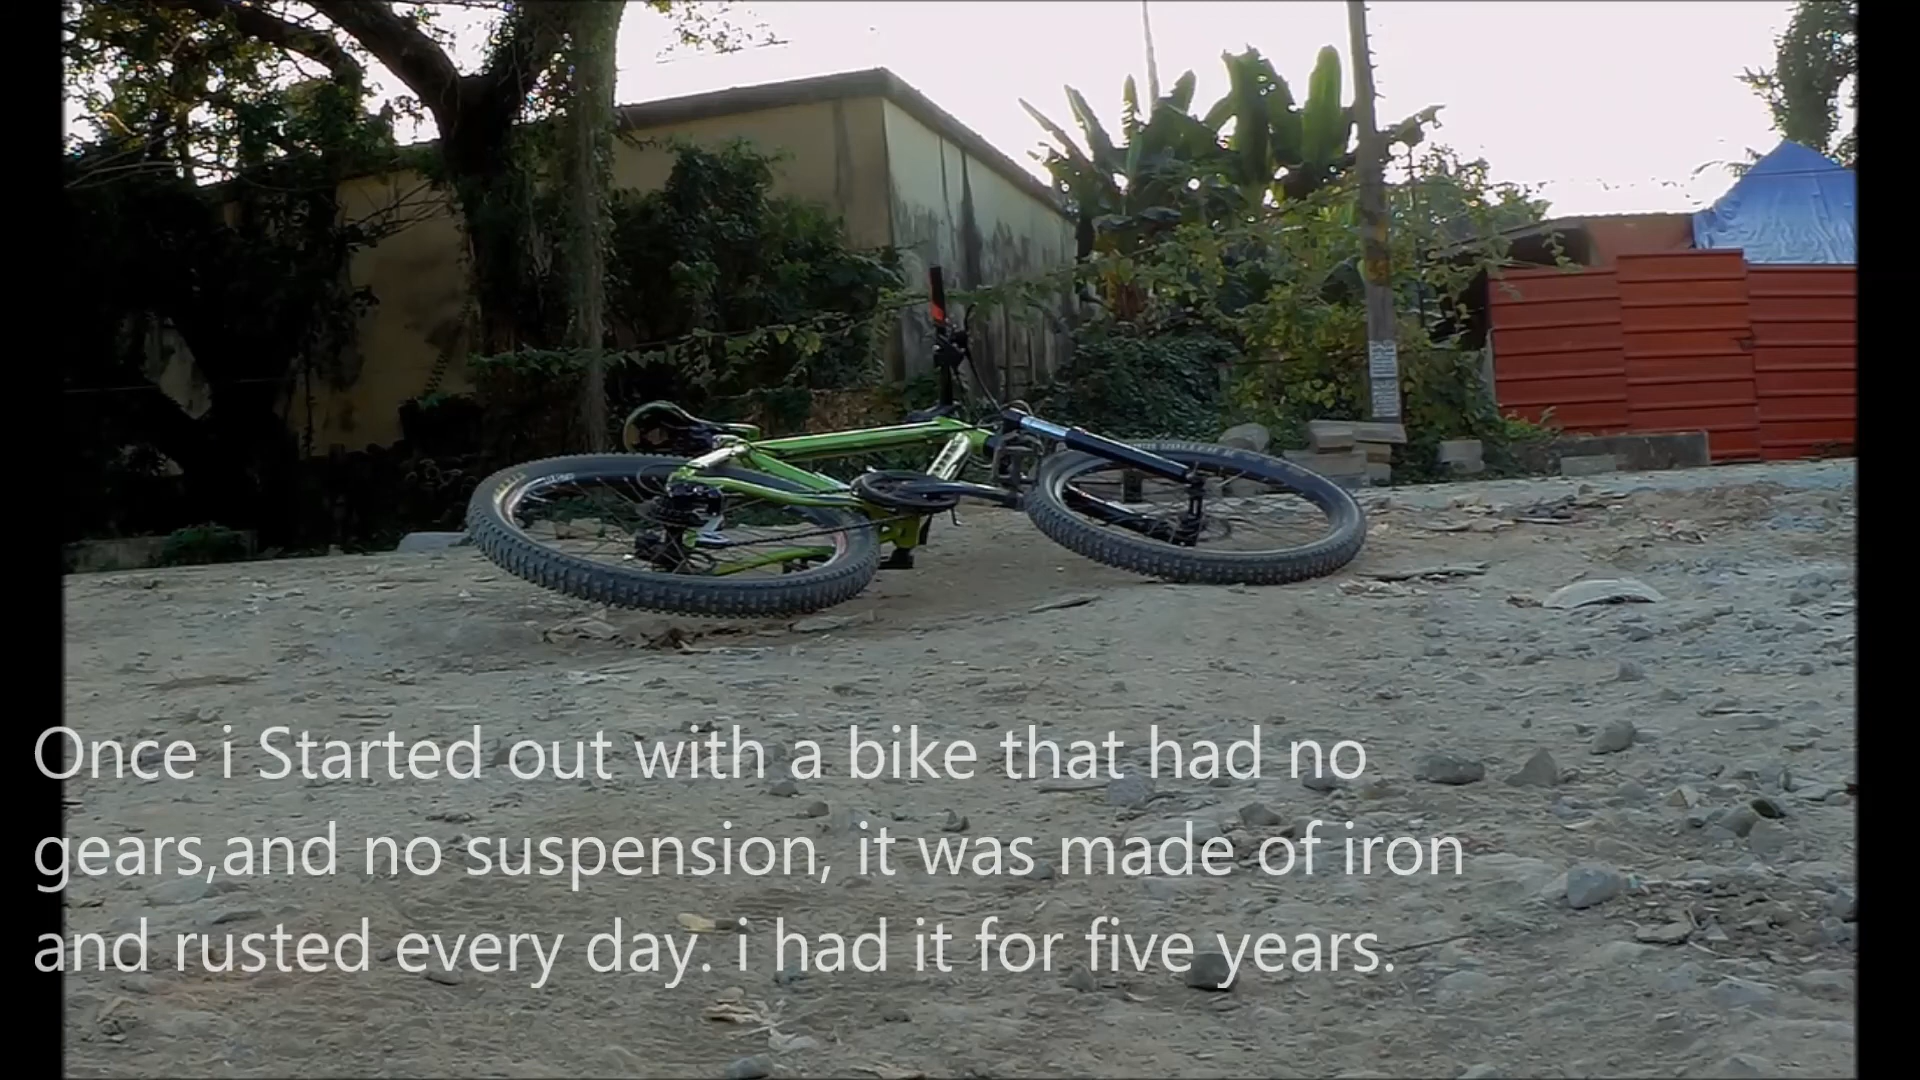 Once i Started out with a bike that had no
gears,and no suspension, it was made of iron
and rusted every day. i had it for five years.